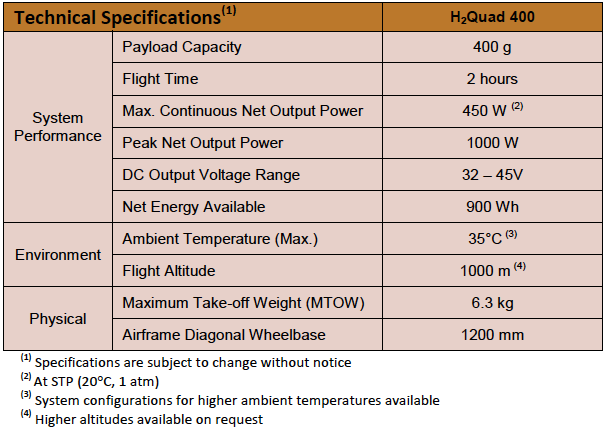 Technical Specifications(1) H₂Quad 400
System Performance
Payload Capacity 400 g
Flight Time 2 hours
Max. Continuous Net Output Power 450 W (2)
Peak Net Output Power 1000 W
DC Output Voltage Range 32 – 45V
Net Energy Available 900 Wh
Environment
Ambient Temperature (Max.) 35°C (3)
Flight Altitude 1000 m (4)
Physical
Maximum Take-off Weight (MTOW) 6.3 kg
Airframe Diagonal Wheelbase 1200 mm
(1) Specifications are subject to change without notice
(2) At STP (20°C, 1 atm)
(3) System configurations for higher ambient temperatures available
(4) Higher altitudes available on request